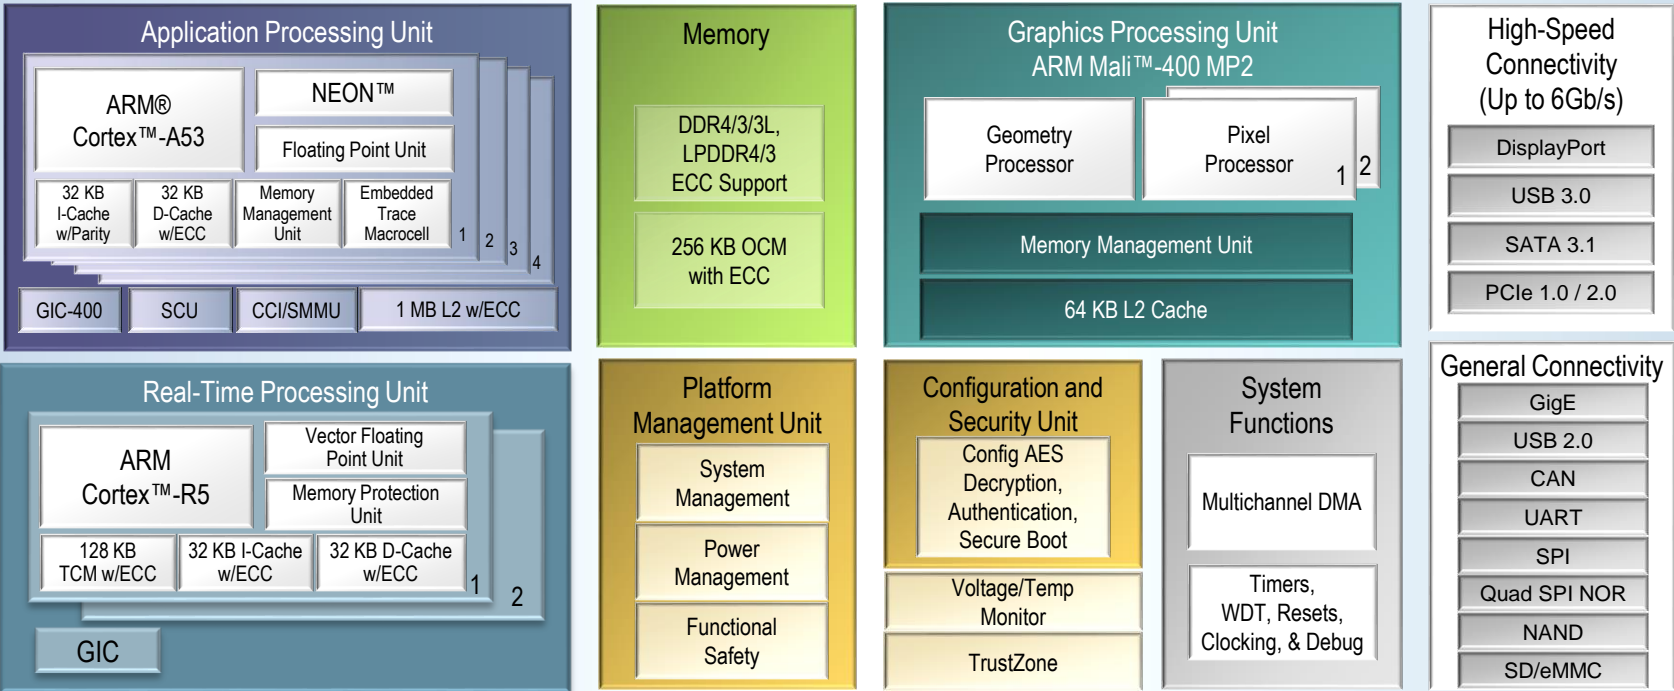 Application Processing Unit
ARM®
Cortex™-A53
NEON™
Floating Point Unit
32 KB
I-Cache
w/Parity
32 KB
D-Cache
w/ECC
Memory
Management
Unit
Embedded
Trace
Macrocell
1
2
3
4
GIC-400
SCU
CCI/SMMU
1 MB L2 w/ECC
Memory
DDR4/3/3L,
LPDDR4/3
ECC Support
256 KB OCM
with ECC
Graphics Processing Unit
ARM Mali™-400 MP2
Geometry
Processor
Pixel
Processor
1
2
Memory Management Unit
64 KB L2 Cache
High-Speed
Connectivity
(Up to 6Gb/s)
DisplayPort
USB 3.0
SATA 3.1
PCIe 1.0 / 2.0
Real-Time Processing Unit
ARM
Cortex™-R5
Vector Floating
Point Unit
Memory Protection
Unit
128 KB
TCM w/ECC
32 KB I-Cache
w/ECC
32 KB D-Cache
w/ECC
1
2
GIC
Platform
Management Unit
System
Management
Power
Management
Functional
Safety
Configuration and
Security Unit
Config AES
Decryption,
Authentication,
Secure Boot
Voltage/Temp
Monitor
TrustZone
System
Functions
Multichannel DMA
Timers,
WDT, Resets,
Clocking, & Debug
General Connectivity
GigE
USB 2.0
CAN
UART
SPI
Quad SPI NOR
NAND
SD/eMMC